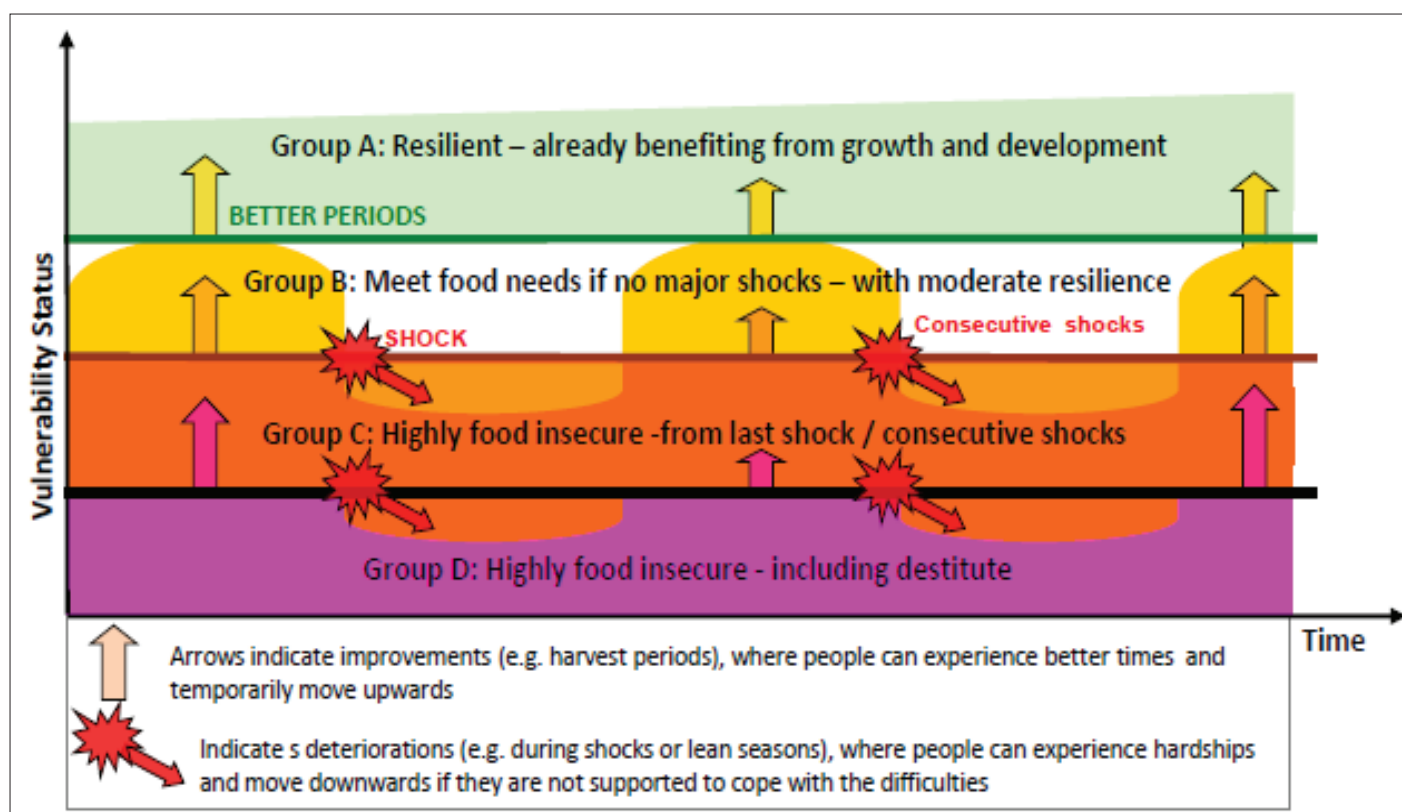 Group A: Resilient – already benefiting from growth and development
BETTER PERIODS
Group B: Meet food needs if no major shocks – with moderate resilience
SHOCK
Consecutive shocks
Vulnerability Status
Group C: Highly food insecure -from last shock / consecutive shocks
Group D: Highly food insecure - including destitute
Time
Arrows indicate improvements (e.g. harvest periods), where people can experience better times and
temporarily move upwards
Indicate s deteriorations (e.g. during shocks or lean seasons), where people can experience hardships
and move downwards if they are not supported to cope with the difficulties